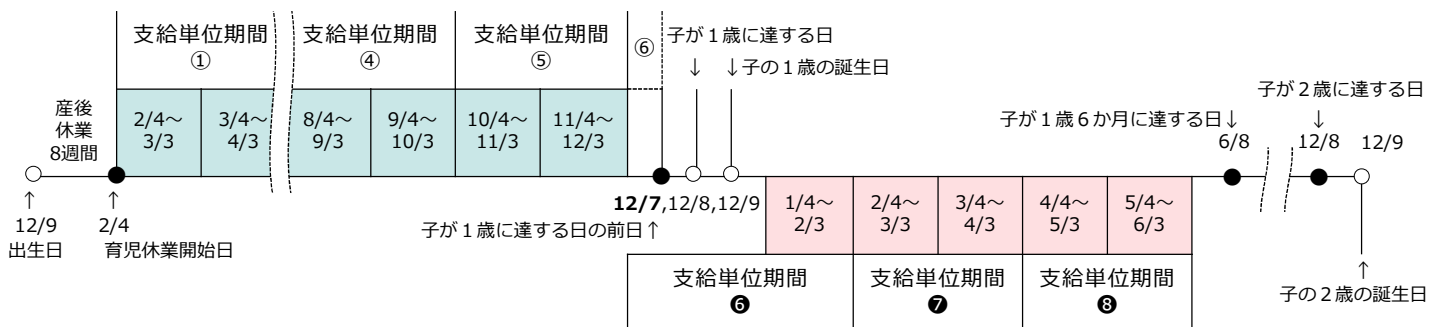 支給単位期間
①
支給単位期間
④
支給単位期間
⑤
⑥
子が１歳に達する日
↓
↓子の１歳の誕生日
産後
休業
8週間
2/4～
3/3
3/4～
4/3
8/4～
9/3
9/4～
10/3
10/4～
11/3
11/4～
12/3
子が２歳に達する日
↓
子が１歳６か月に達する日↓
6/8
12/8
12/9
↑
12/9
出生日
↑
2/4
育児休業開始日
12/7,12/8,12/9
子が１歳に達する日の前日↑
1/4～
2/3
2/4～
3/3
3/4～
4/3
4/4～
5/3
5/4～
6/3
支給単位期間
❻
支給単位期間
❼
支給単位期間
❽
↑
子の２歳の誕生日